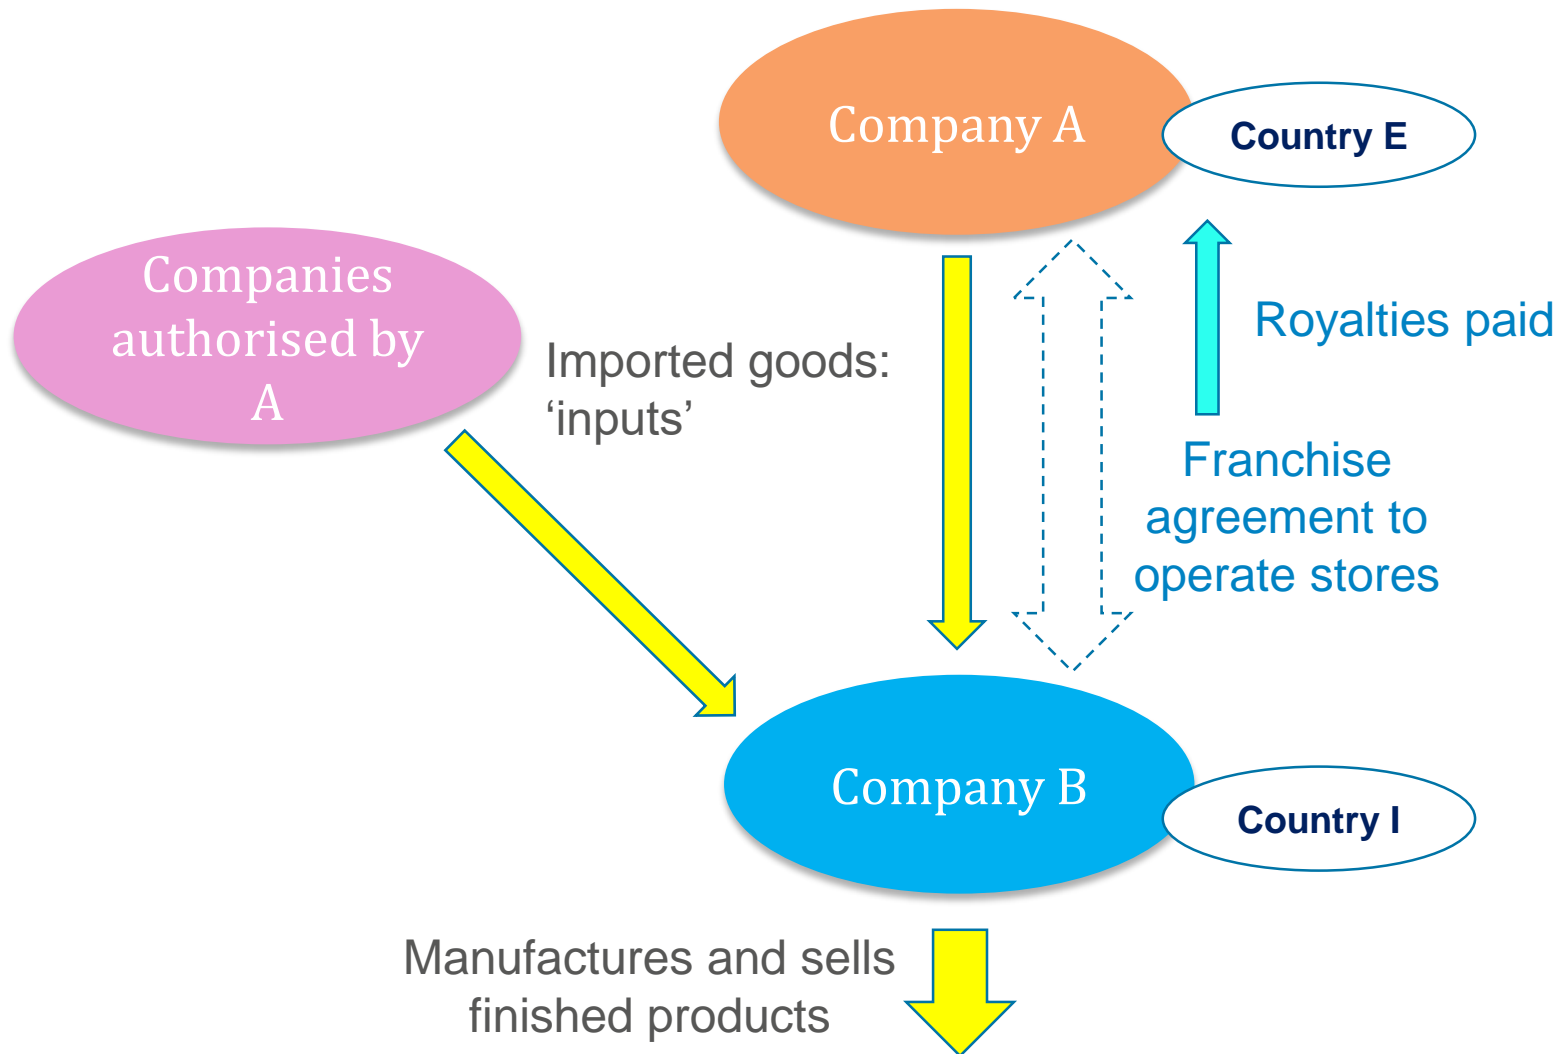 Company A
Country E
Companies
authorised by
A
Imported goods:
‘inputs’
Royalties paid
Franchise
agreement to
operate stores
Company B
Country I
Manufactures and sells
finished products